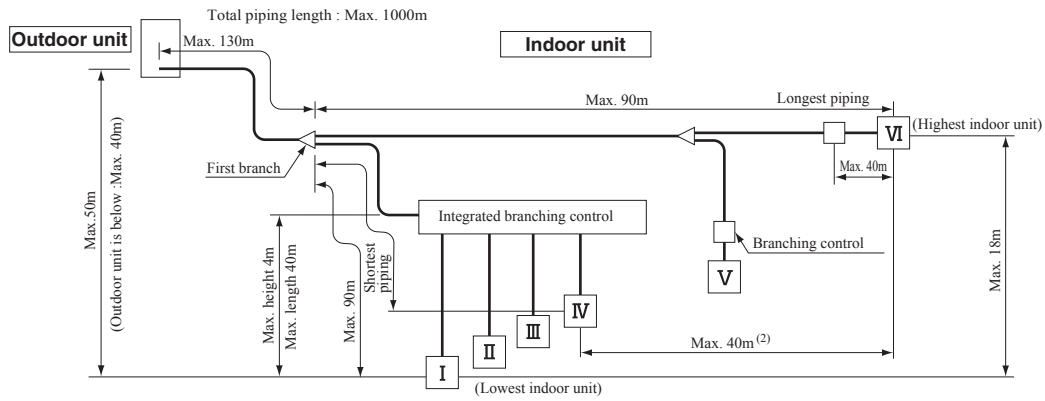 Total piping length : Max. 1000m
Outdoor unit
Indoor unit
Max. 130m
Max. 90m
Longest piping
VI
(Highest indoor unit)
First branch
Max. 40m
Max.50m
(Outdoor unit is below :Max. 40m)
Integrated branching control
Branching control
Max. height 4m
Max. length 40m
Max. 90m
Shortest
piping
V
Max. 18m
IV
III
II
I
Max. 40m(2)
(Lowest indoor unit)